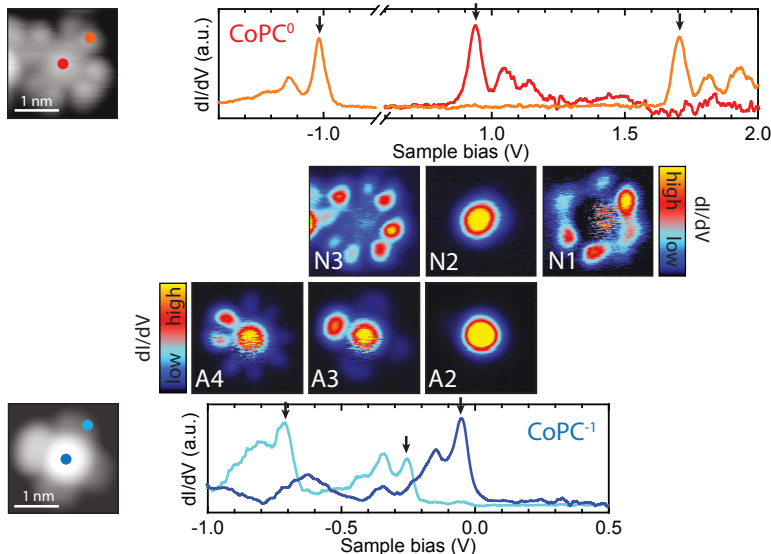 CoPC⁰
dI/dV (a.u.)
1 nm
-1.0
1.0
1.5
2.0
Sample bias (V)
N3
N2
N1
high
low
dI/dV
dI/dV
high
low
A4
A3
A2
CoPC⁻¹
dI/dV (a.u.)
1 nm
-1.0
-0.5
0.0
0.5
Sample bias (V)